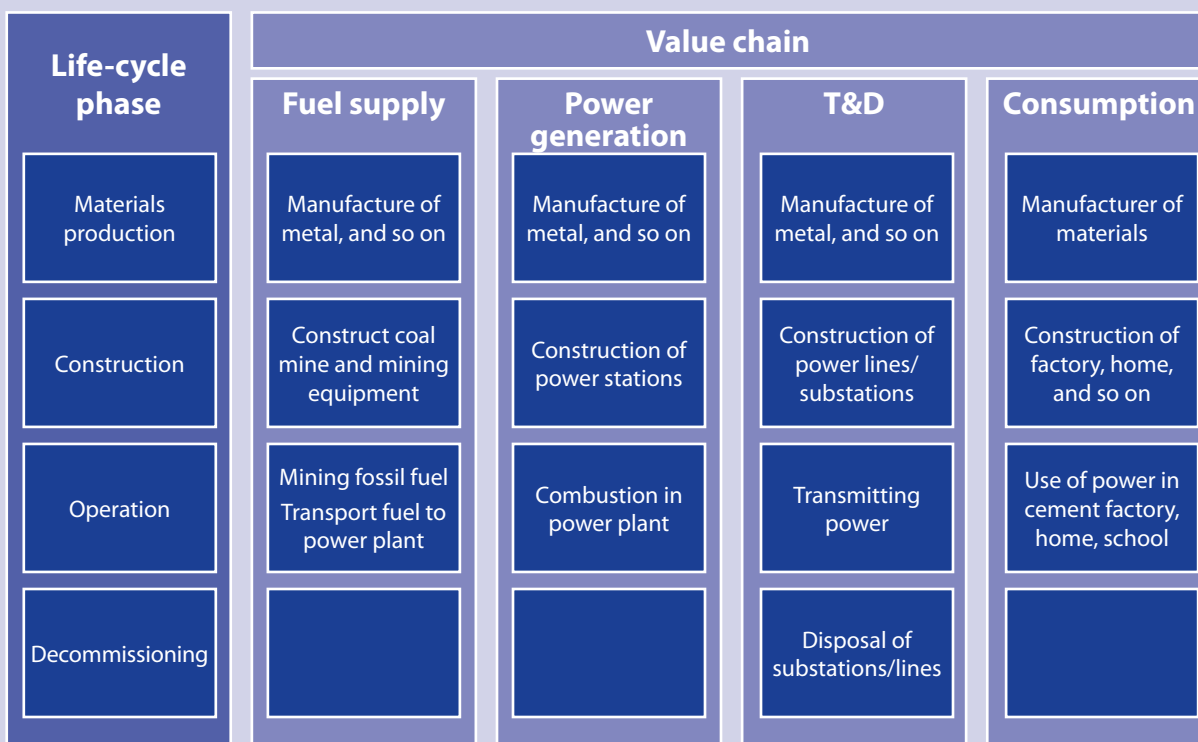 Life-cycle
phase
Value chain
Fuel supply
Power
generation
T&D
Consumption
Materials
production
Manufacture of
metal, and so on
Manufacture of
metal, and so on
Manufacture of
metal, and so on
Manufacturer of
materials
Construction
Construct coal
mine and mining
equipment
Construction of
power stations
Construction of
power lines/
substations
Construction of
factory, home,
and so on
Operation
Mining fossil fuel
Transport fuel to
power plant
Combustion in
power plant
Transmitting
power
Use of power in
cement factory,
home, school
Decommissioning
Disposal of
substations/lines